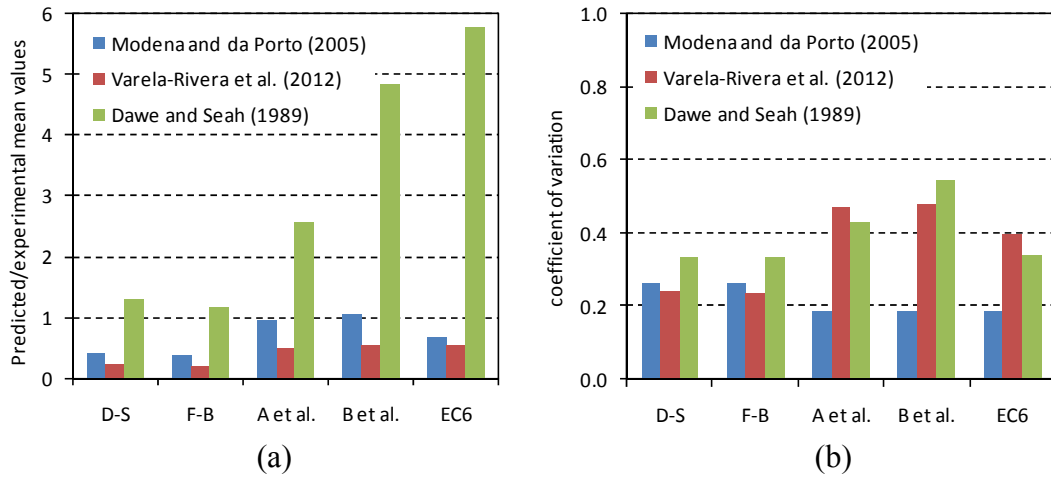 Predicted/experimental mean values
6
5
4
3
2
1
0
Modena and da Porto (2005)
Varela-Rivera et al. (2012)
Dawe and Seah (1989)
D-S F-B A et al. B et al. EC6
(a)
coefficient of variation
1.0
0.8
0.6
0.4
0.2
0.0
Modena and da Porto (2005)
Varela-Rivera et al. (2012)
Dawe and Seah (1989)
D-S F-B A et al. B et al. EC6
(b)